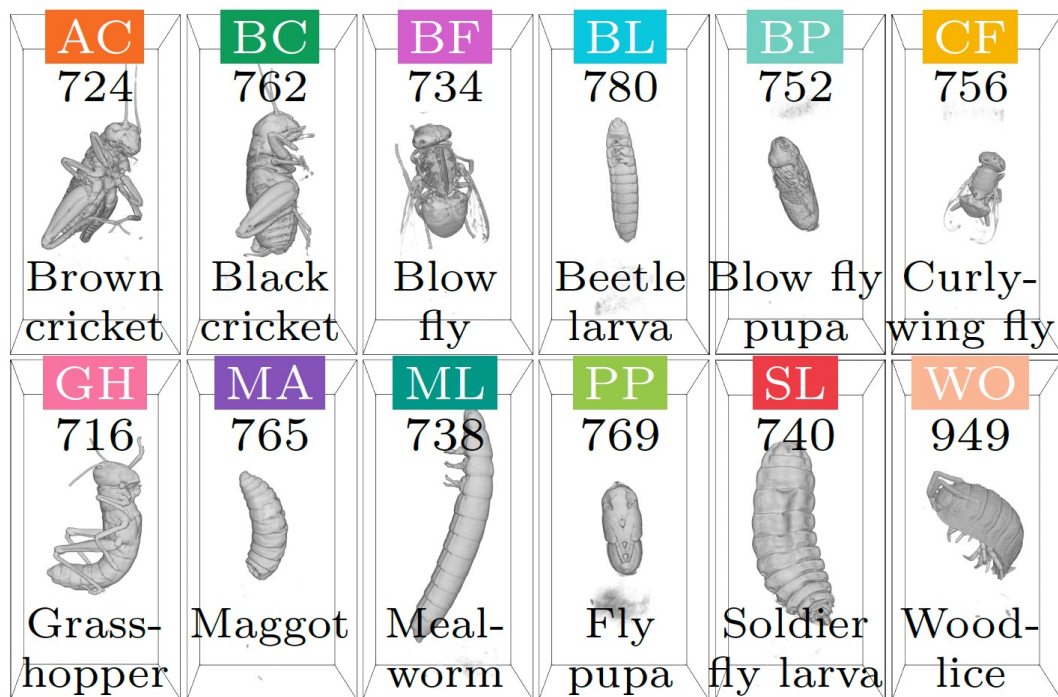 AC BC BF BL BP CF
724 762 734 780 752 756
Brown Black Blow Beetle Blow fly Curly-
cricket cricket fly larva pupa wing fly
GH MA ML PP SL WO
716 765 738 769 740 949
Grass- Maggot Meal- Fly Soldier Wood-
hopper worm pupa fly larva lice